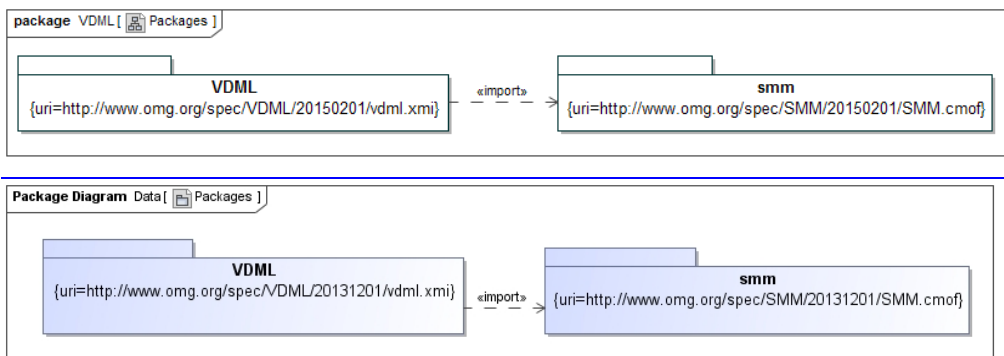 package VDML [ Packages ]
VDML
{uri=http://www.omg.org/spec/VDML/20150201/vdml.xmi}
«import»
smm
{uri=http://www.omg.org/spec/SMM/20150201/SMM.cmof}
Package Diagram Data [ Packages ]
VDML
{uri=http://www.omg.org/spec/VDML/20131201/vdml.xmi}
«import»
smm
{uri=http://www.omg.org/spec/SMM/20131201/SMM.cmof}